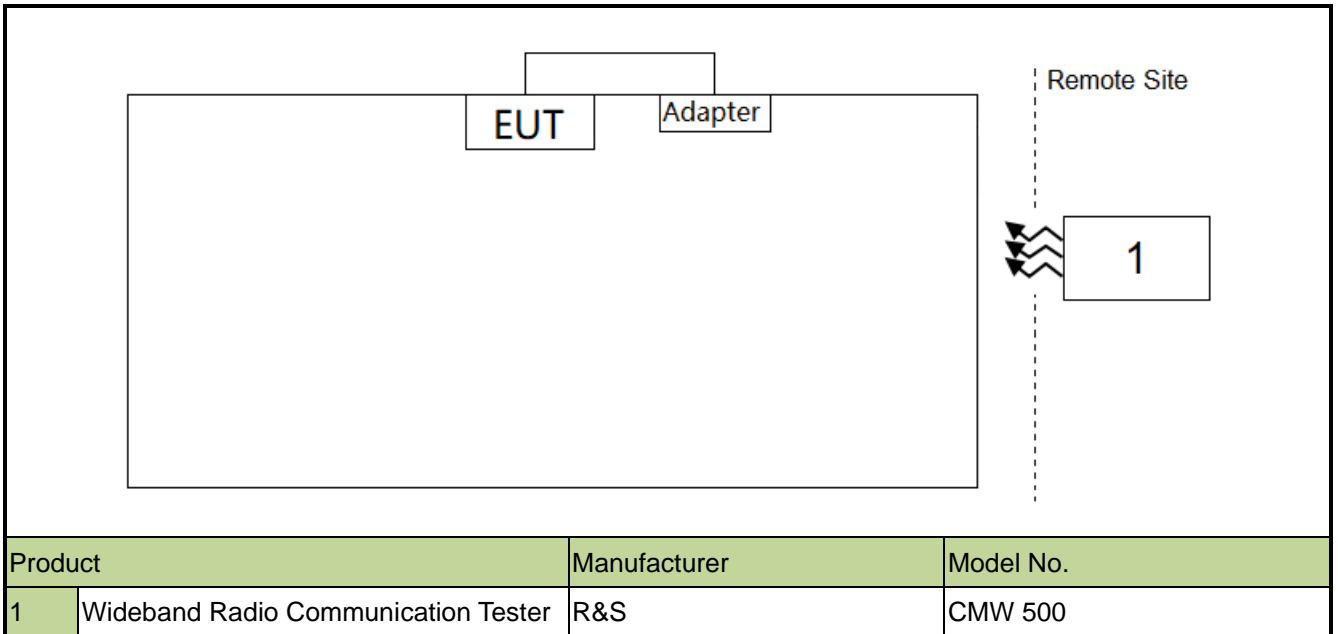 Remote Site
EUT
Adapter
1
Product Manufacturer Model No.
1 Wideband Radio Communication Tester R&S CMW 500